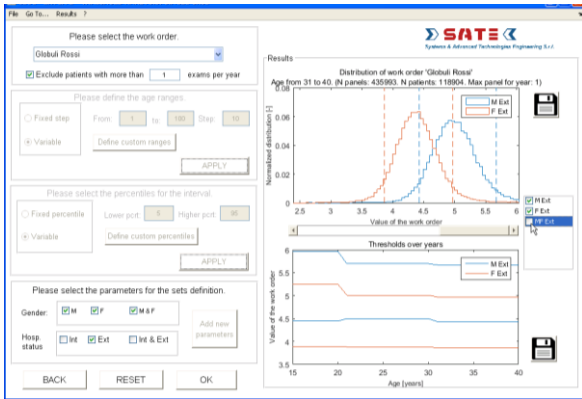 File Go To... Results ?
Please select the work order.
Globuli Rossi
Exclude patients with more than 1 exams per year
Please define the age ranges.
Fixed step From: 1 to: 160 Step: 10
Variable Define custom ranges
APPLY
Please select the percentiles for the interval.
Fixed percentile Lower pct. 5 Higher pct. 95
Variable Define custom percentiles
APPLY
Please select the parameters for the sets definition.
Gender: M F M & F
Hosp. status Int Ext Int & Ext
Add new parameters
BACK RESET OK
SATE
Systems & Advanced Technologies Engineering S.r.l.
Results
Distribution of work order 'Globuli Rossi'
Age from 31 to 40. (N panels: 435993. N patients: 118904. Max panel for year: 1)
Normalized distribution [-]
0.08
0.06
0.04
0.02
0
2.5 3 3.5 4 4.5 5 5.5 6
Value of the work order
M Ext
F Ext
M Ext
F Ext
MF Ext
Thresholds over years
Value of the work order
6
5.5
5
4.5
4
3.5
15 20 25 30 35 40
Age [years]
M Ext
F Ext